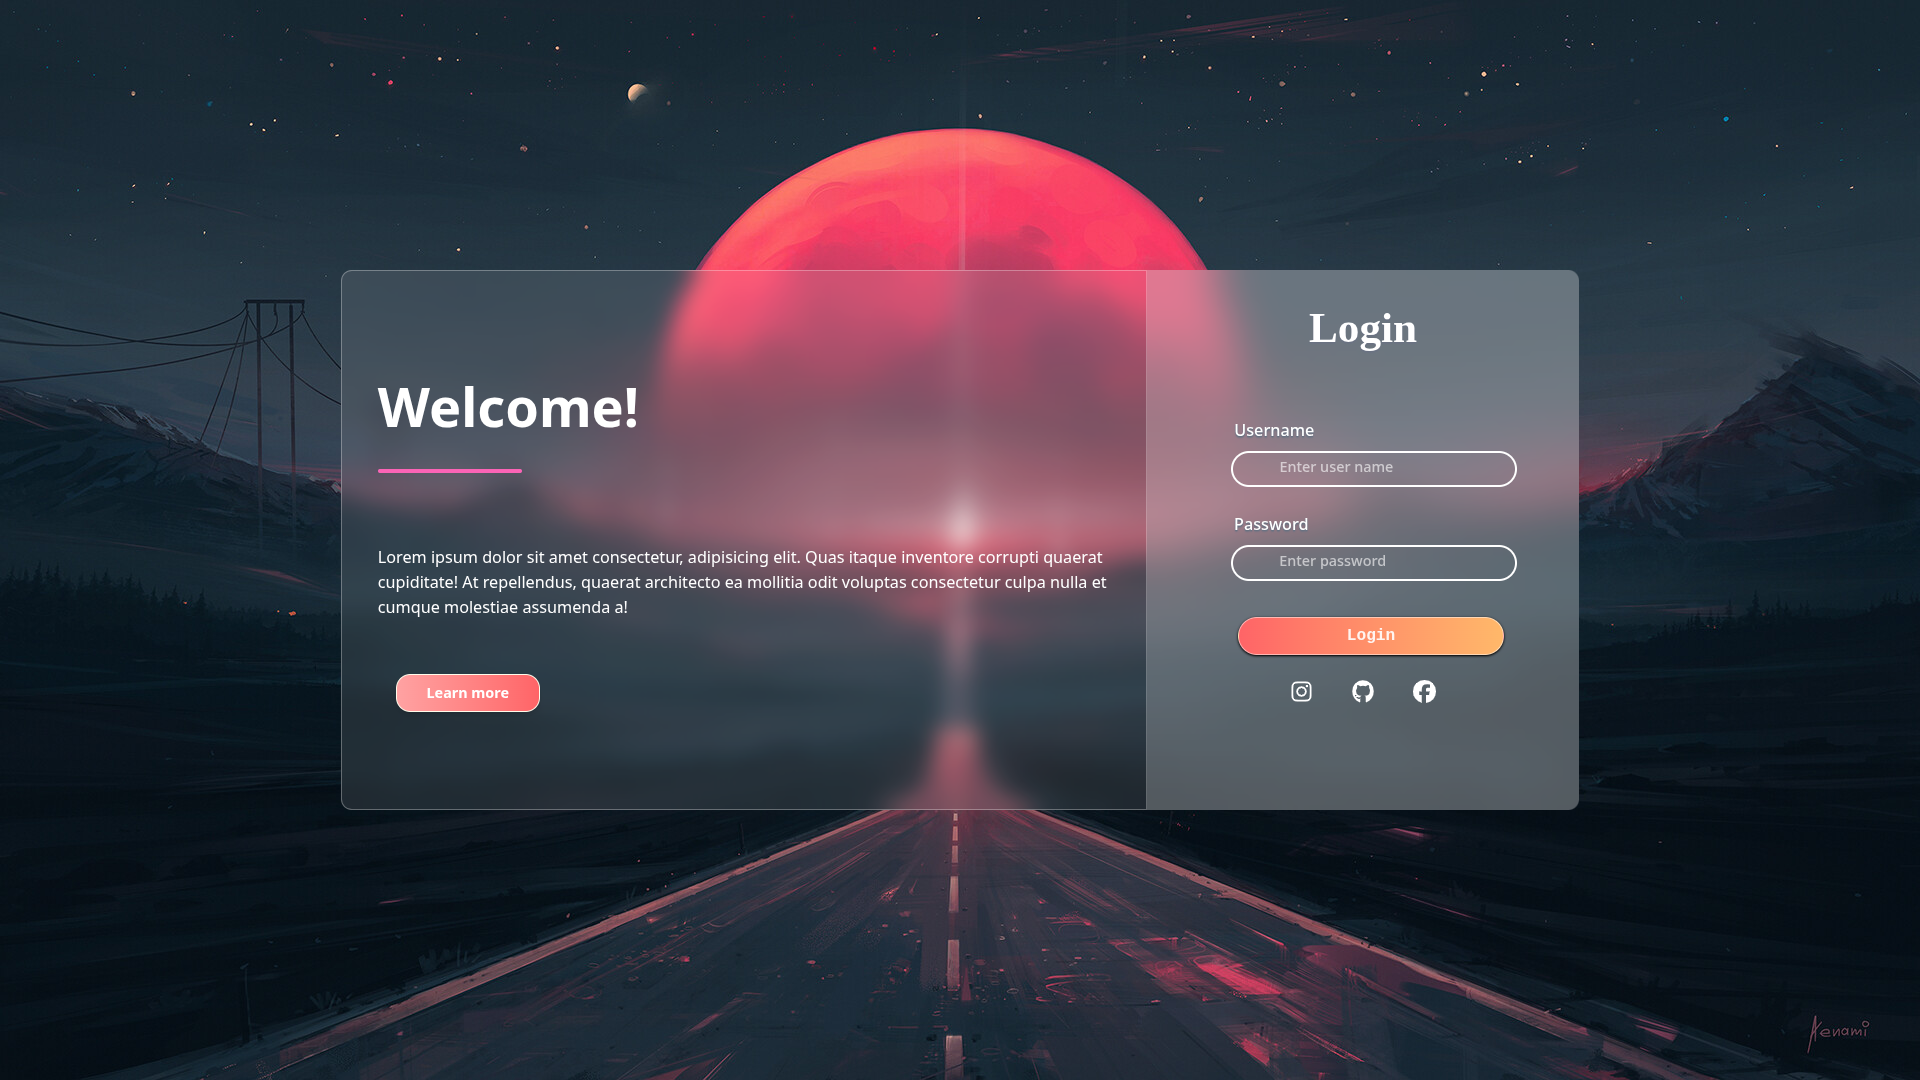 Welcome!
Lorem ipsum dolor sit amet consectetur, adipisicing elit. Quas itaque inventore corrupti quaerat
cupiditate! At repellendus, quaerat architecto ea mollitia odit voluptas consectetur culpa nulla et
cumque molestiae assumenda a!
Learn more
Login
Username
Enter user name
Password
Enter password
Login
Aenami